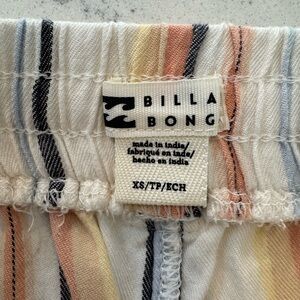 BILLA
BONG
made in india/
fabriqué en inde/
hecho en india
XS/TP/ECH